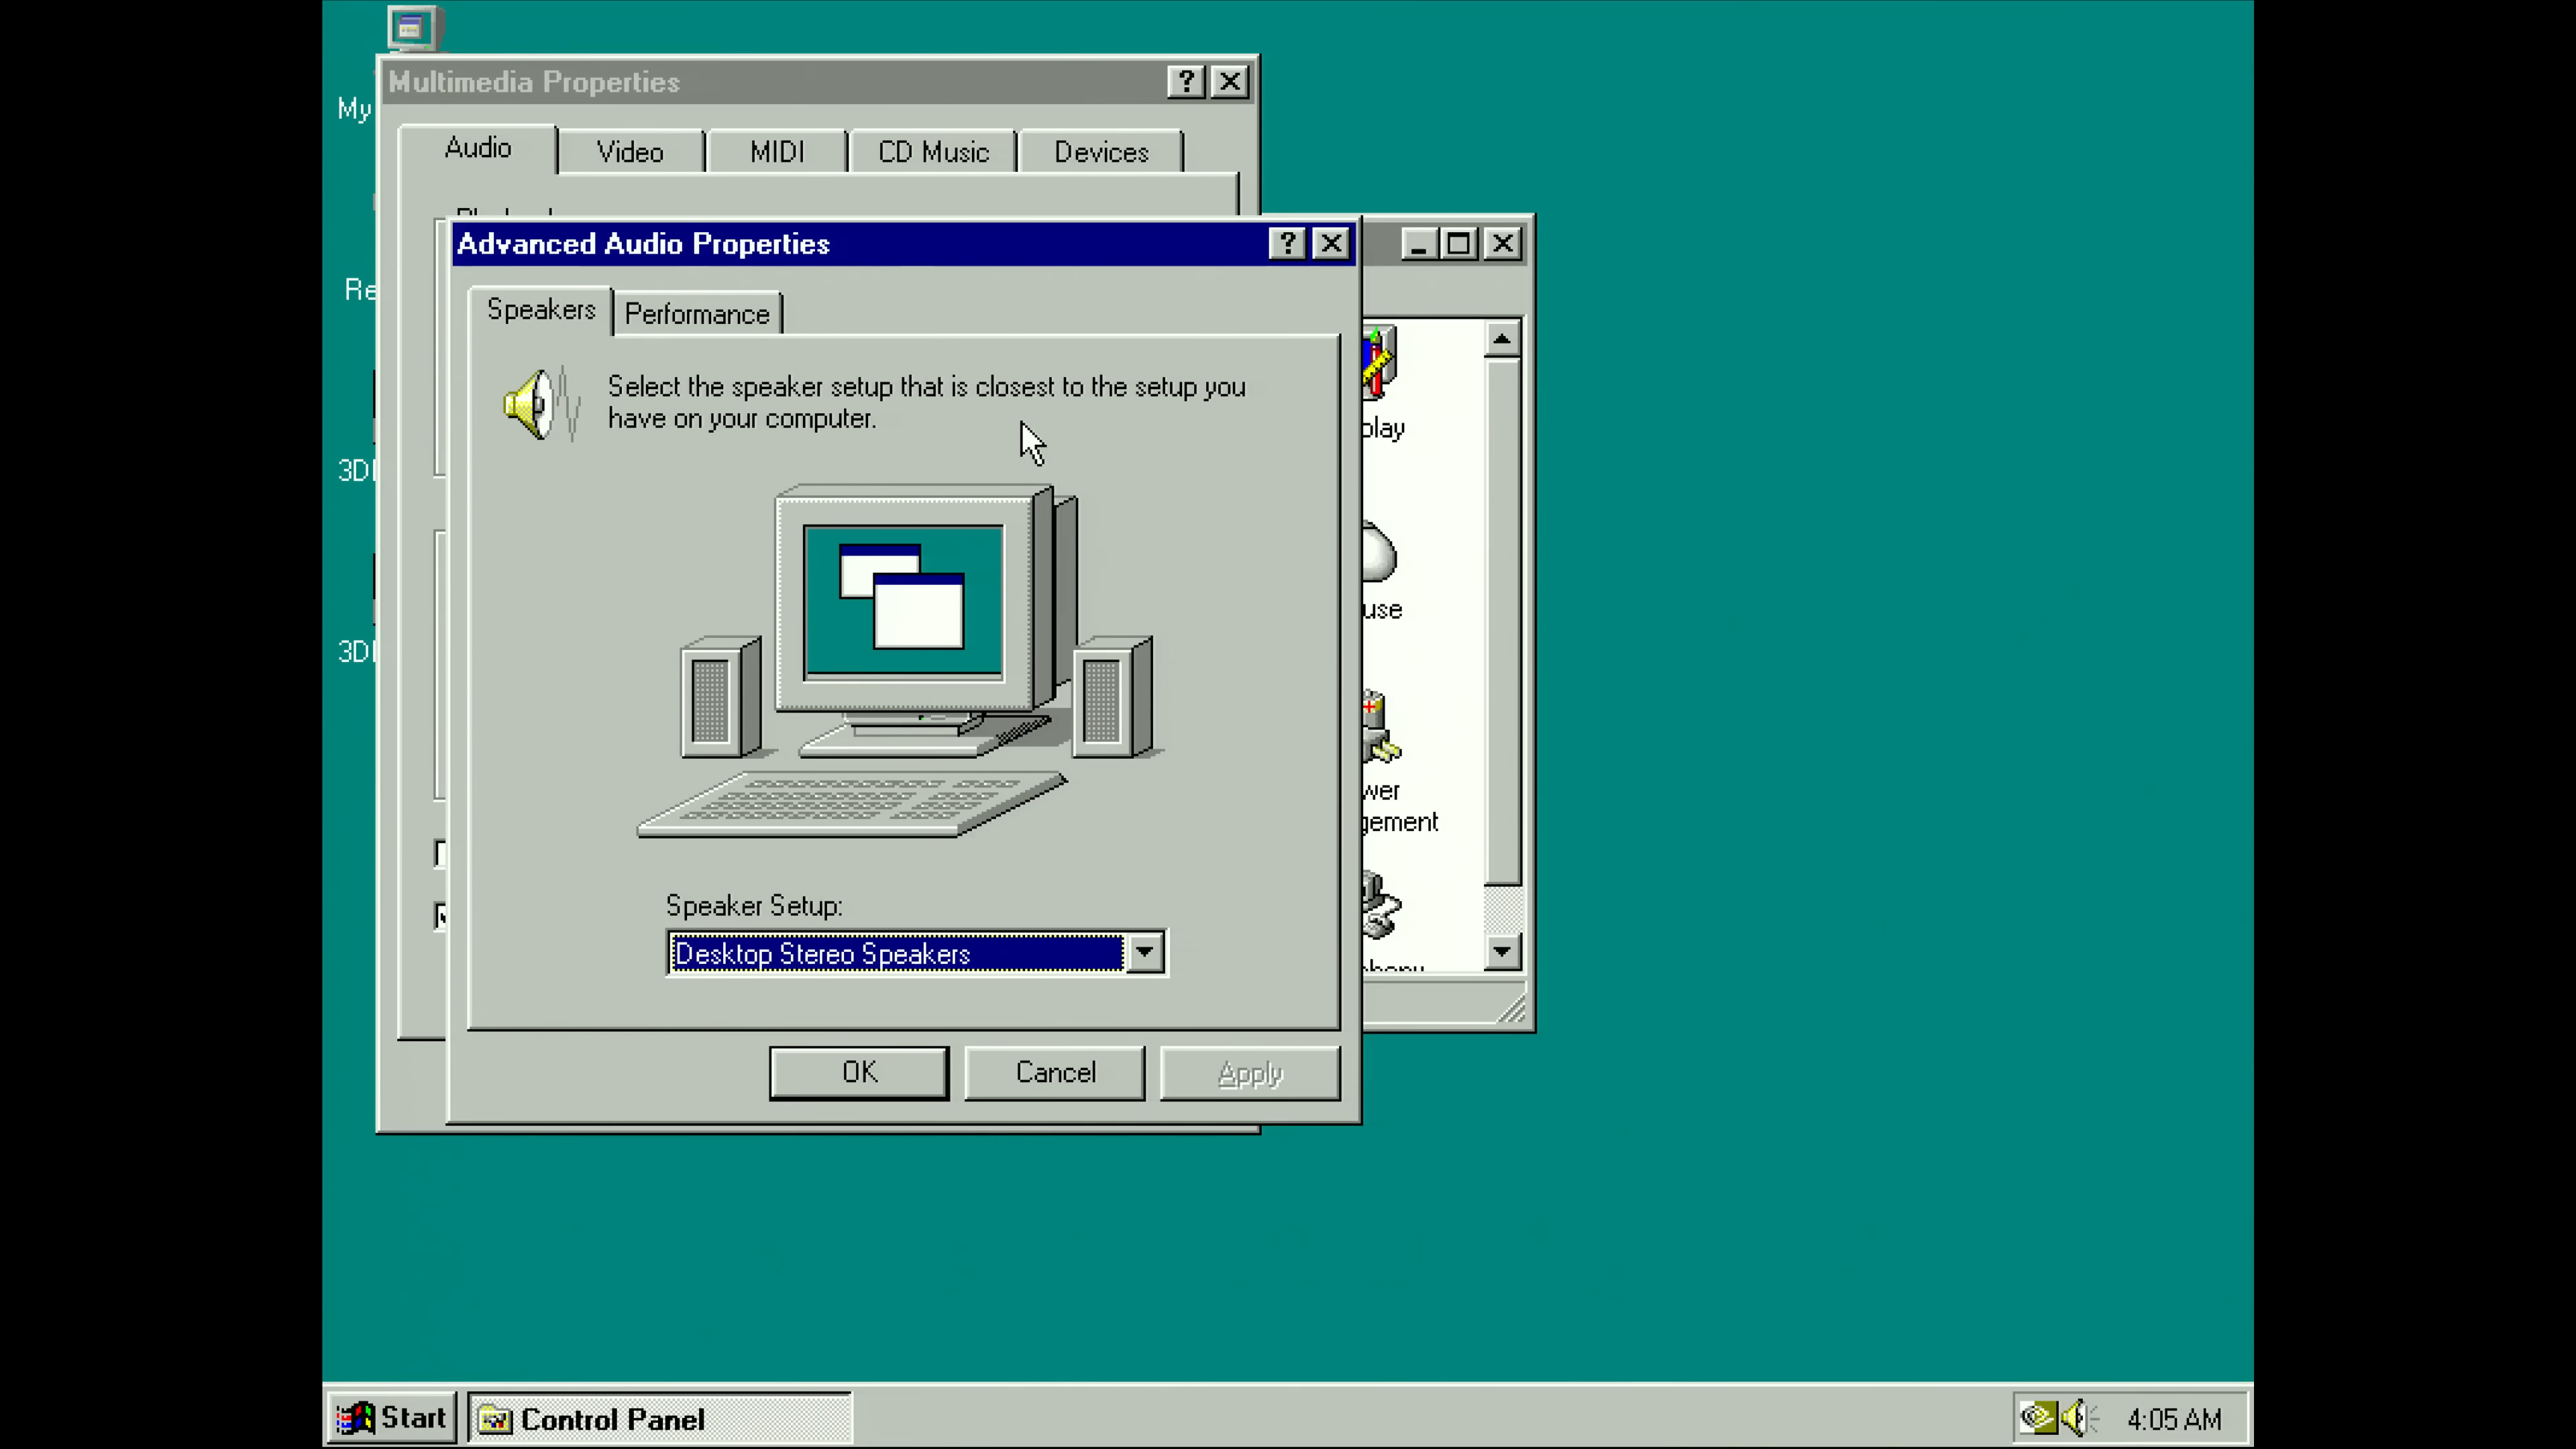 Multimedia Properties
Audio
Video
MIDI
CD Music
Devices
My
Advanced Audio Properties
Re
Speakers
Performance
Select the speaker setup that is closest to the setup you
have on your computer.
play
3D
use
3D
wer
gement
Speaker Setup:
Desktop Stereo Speakers
OK
Cancel
Apply
Start
Control Panel
4:05 AM